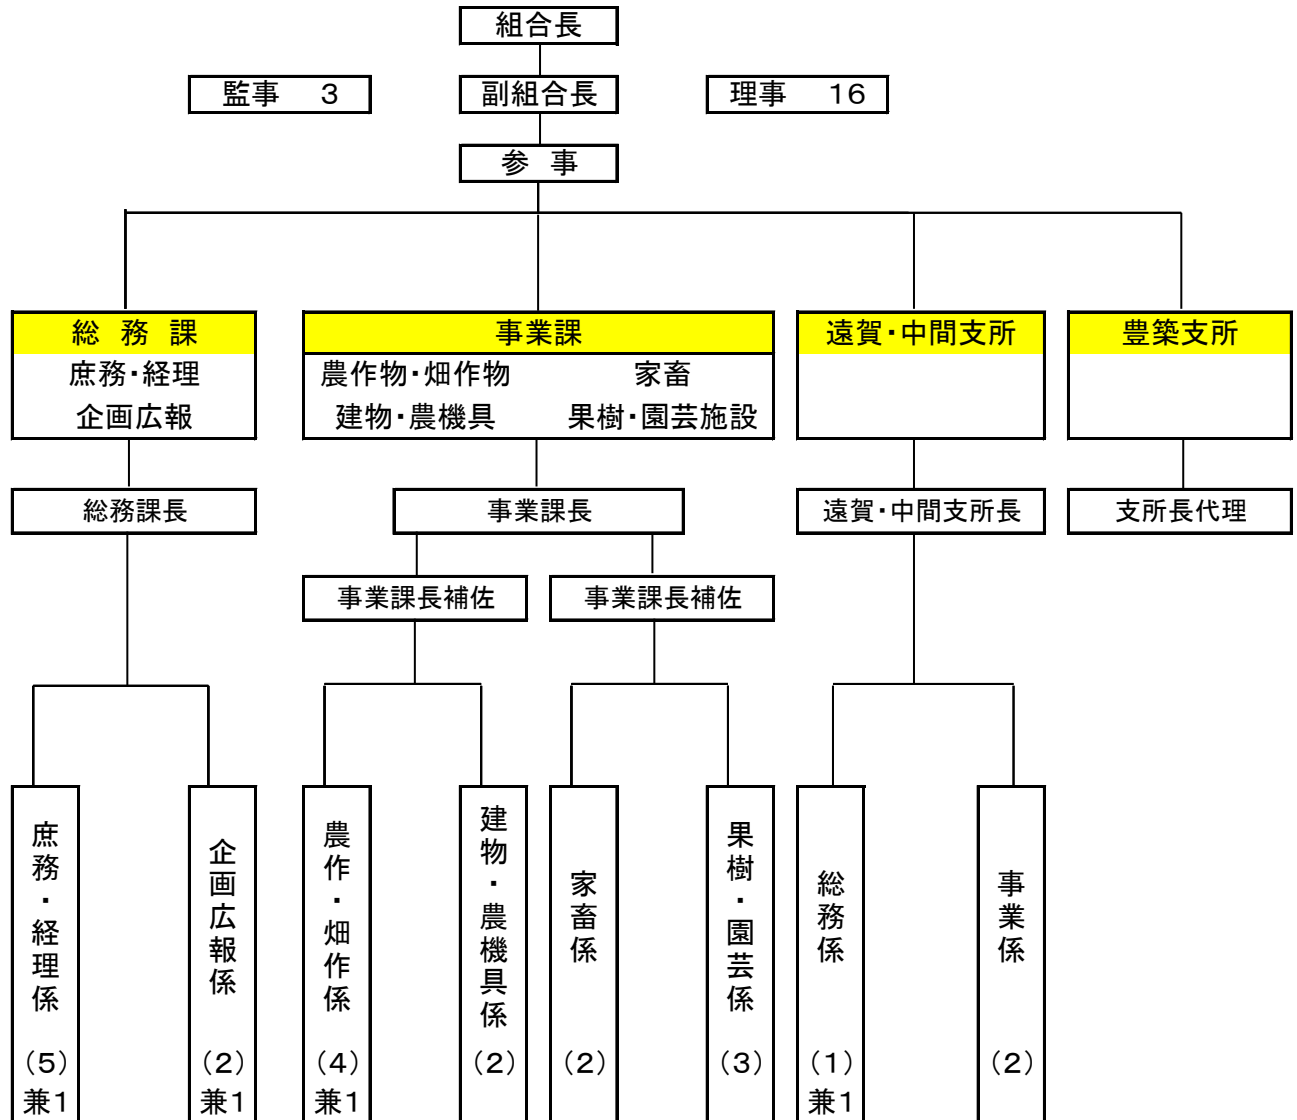 組合長
監事　3
副組合長
理事　16
参　事
総　務　課
庶務・経理
企画広報
事業課
農作物・畑作物　家畜
建物・農機具　果樹・園芸施設
遠賀・中間支所
豊築支所
総務課長
事業課長
遠賀・中間支所長
支所長代理
事業課長補佐
事業課長補佐
庶務・経理係
(5)
兼1
企画広報係
(2)
兼1
農作・畑作係
(4)
兼1
建物・農機具係
(2)
家畜係
(2)
果樹・園芸係
(3)
総務係
(1)
兼1
事業係
(2)